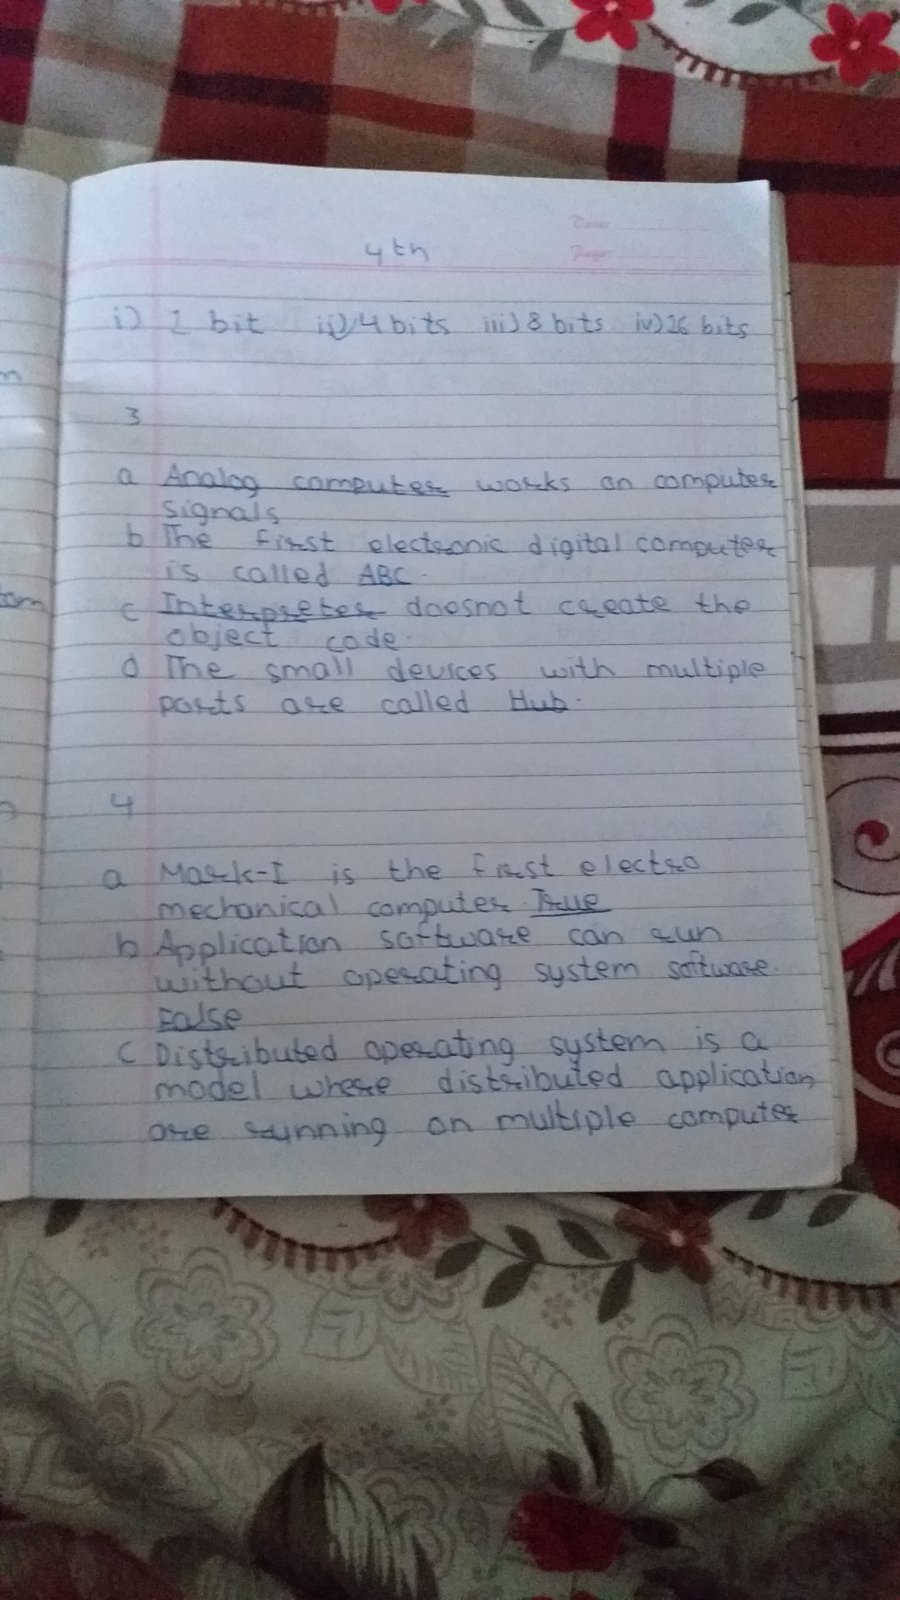 Date
Page
4th
i) 1 bit ii) 4 bits iii) 8 bits iv) 16 bits
3
a Analog computer works on computer
signals
b The first electronic digital computer
is called ABC.
c Interpreter doosnot create the
object code.
d The small devices with multiple
ports are called Hub.
4
a Mark-I is the first electro
mechanical computer. True
b Application software can run
without operating system software.
False
c Distributed operating system is a
model where distributed application
are running on multiple computer